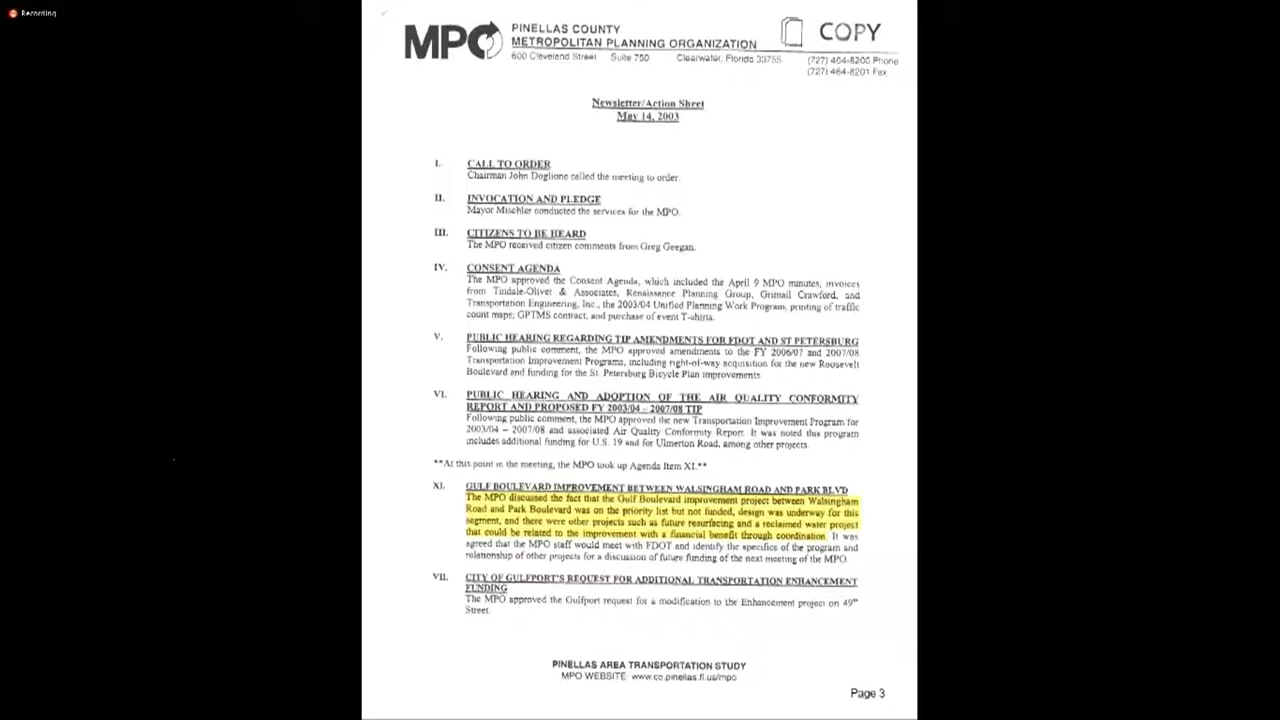 Recording
MPO
PINELLAS COUNTY
METROPOLITAN PLANNING ORGANIZATION
COPY
600 Cleveland Street Suite 750 Clearwater, Florida 33755
(727) 464-8200 Phone
(727) 464-8201 Fax
Newsletter/Action Sheet
May 14, 2003
I. CALL TO ORDER
Chairman John Doglione called the meeting to order.
II. INVOCATION AND PLEDGE
Mayor Mischler conducted the services for the MPO.
III. CITIZENS TO BE HEARD
The MPO received citizen comments from Greg Geegan.
IV. CONSENT AGENDA
The MPO approved the Consent Agenda, which included the April 9 MPO minutes, invoices
from Tindale-Oliver & Associates, Renaissance Planning Group, Grimail Crawford, and
Transportation Engineering, Inc., the 2003/04 Unified Planning Work Program, printing of traffic
count maps; GPTMS contract, and purchase of event T-shirts.
V. PUBLIC HEARING REGARDING TIP AMENDMENTS FOR FDOT AND ST PETERSBURG
Following public comment, the MPO approved amendments to the FY 2006/07 and 2007/08
Transportation Improvement Programs, including right-of-way acquisition for the new Roosevelt
Boulevard and funding for the St. Petersburg Bicycle Plan improvements.
VI. PUBLIC HEARING AND ADOPTION OF THE AIR QUALITY CONFORMITY
REPORT AND PROPOSED FY 2003/04 – 2007/08 TIP
Following public comment, the MPO approved the new Transportation Improvement Program for
2003/04 – 2007/08 and associated Air Quality Conformity Report. It was noted this program
includes additional funding for U.S. 19 and for Ulmerton Road, among other projects.
**At this point in the meeting, the MPO took up Agenda Item XI.**
XI. GULF BOULEVARD IMPROVEMENT BETWEEN WALSINGHAM ROAD AND PARK BLVD
The MPO discussed the fact that the Gulf Boulevard improvement project between Walsingham
Road and Park Boulevard was on the priority list but not funded, design was underway for this
segment, and there were other projects such as future resurfacing and a reclaimed water project
that could be related to the improvement with a financial benefit through coordination. It was
agreed that the MPO staff would meet with FDOT and identify the specifics of the program and
relationship of other projects for a discussion of future funding of the next meeting of the MPO.
VII. CITY OF GULFPORT'S REQUEST FOR ADDITIONAL TRANSPORTATION ENHANCEMENT
FUNDING
The MPO approved the Gulfport request for a modification to the Enhancement project on 49th
Street.
PINELLAS AREA TRANSPORTATION STUDY
MPO WEBSITE: www.co.pinellas.fl.us/mpo
Page 3